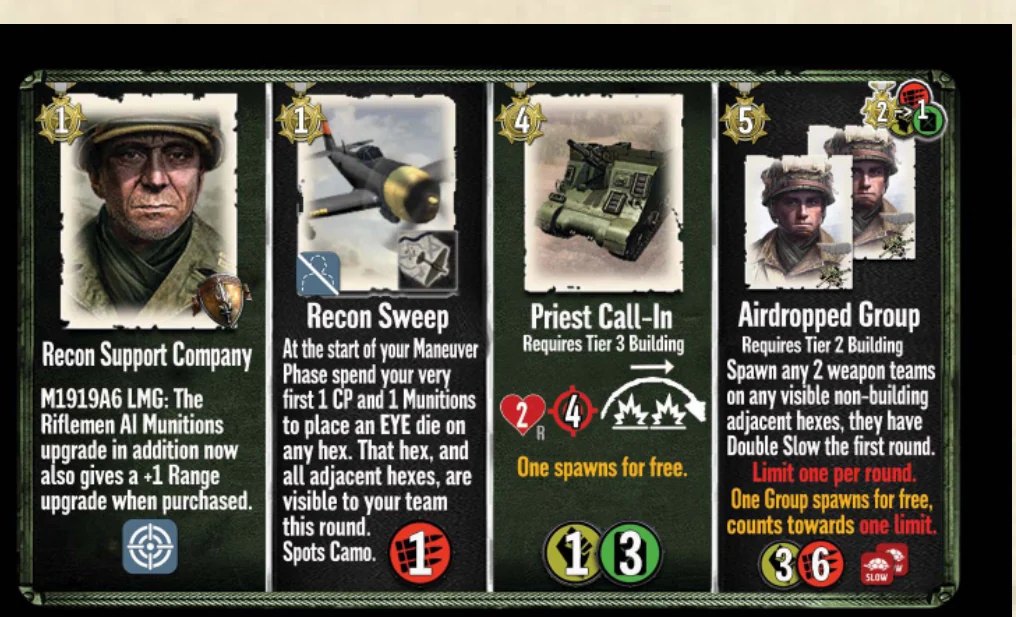 1
Recon Support Company
M1919A6 LMG: The
Riflemen AI Munitions
upgrade in addition now
also gives a +1 Range
upgrade when purchased.
1
Recon Sweep
At the start of your Maneuver
Phase spend your very
first 1 CP and 1 Munitions
to place an EYE die on
any hex. That hex, and
all adjacent hexes, are
visible to your team
this round.
Spots Camo.
1
4
Priest Call-In
Requires Tier 3 Building
2
R
4
One spawns for free.
1 3
5
2 1
Airdropped Group
Requires Tier 2 Building
Spawn any 2 weapon teams
on any visible non-building
adjacent hexes, they have
Double Slow the first round.
Limit one per round.
One Group spawns for free,
counts towards one limit.
3 6
SLOW